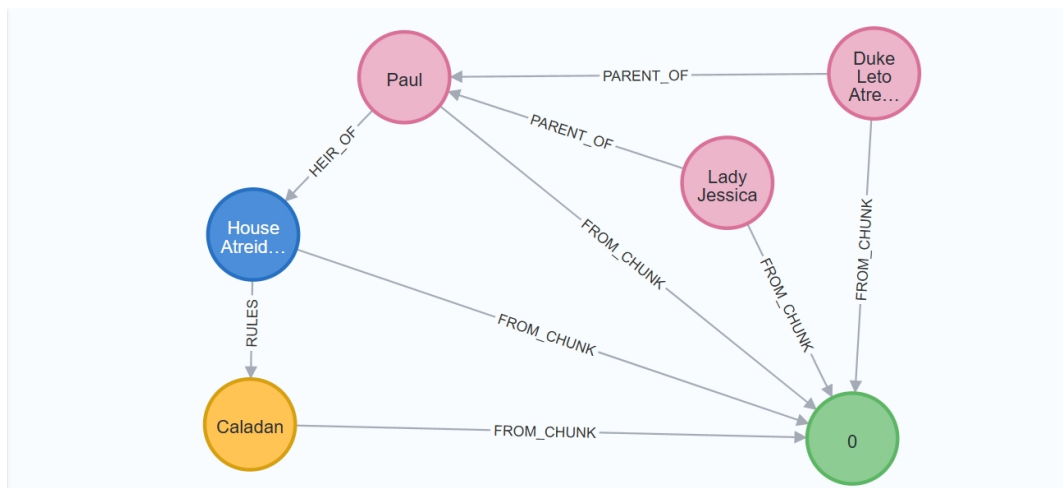 Paul
Duke
Leto
Atre…
PARENT_OF
PARENT_OF
Lady
Jessica
HEIR_OF
House
Atreid…
FROM_CHUNK
FROM_CHUNK
FROM_CHUNK
FROM_CHUNK
RULES
Caladan
FROM_CHUNK
0